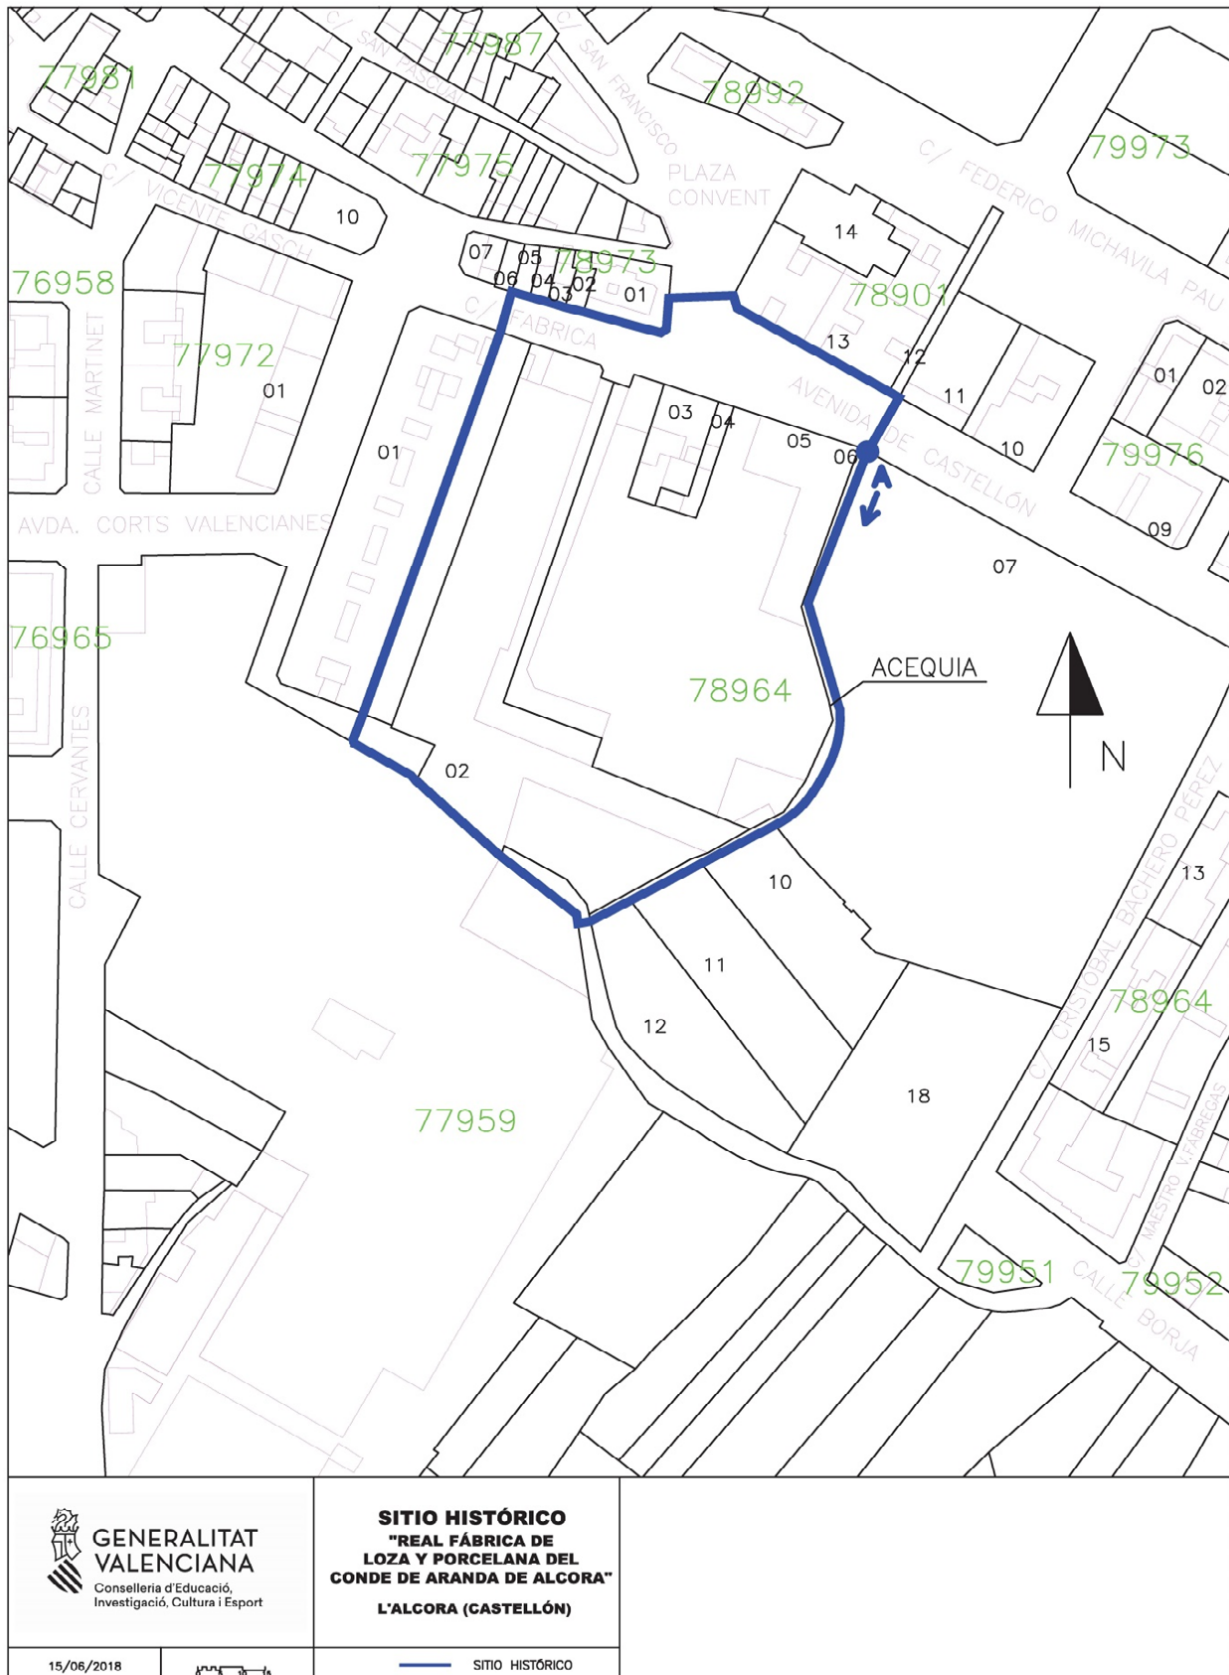 C/ SAN PASCUAL
77987
C/ SAN FRANCISCO
77981
78992
C/ FEDERICO MICHAVILA PAU
79973
77975
PLAZA
CONVENT
77974
C/ VICENTE GASCH
10
14
07
05
78973
76958
06
04
02
03
01
78901
C/ FABRICA
CALLE MARTINET
77972
13
12
01
02
AVENIDA DE CASTELLÓN
11
01
03
04
05
10
01
06
79976
AVDA. CORTS VALENCIANES
09
07
76965
78964
ACEQUIA
CALLE CERVANTES
N
02
C/ CRISTOBAL BACHERO PÉREZ
13
10
11
78964
12
15
18
77959
C/ MAESTRO V.FABREGAS
79951
CALLE BORJA
79952
GENERALITAT
VALENCIANA
Conselleria d'Educació,
Investigació, Cultura i Esport
SITIO HISTÓRICO
"REAL FÁBRICA DE
LOZA Y PORCELANA DEL
CONDE DE ARANDA DE ALCORA"
L'ALCORA (CASTELLÓN)
15/06/2018
SITIO HISTÓRICO